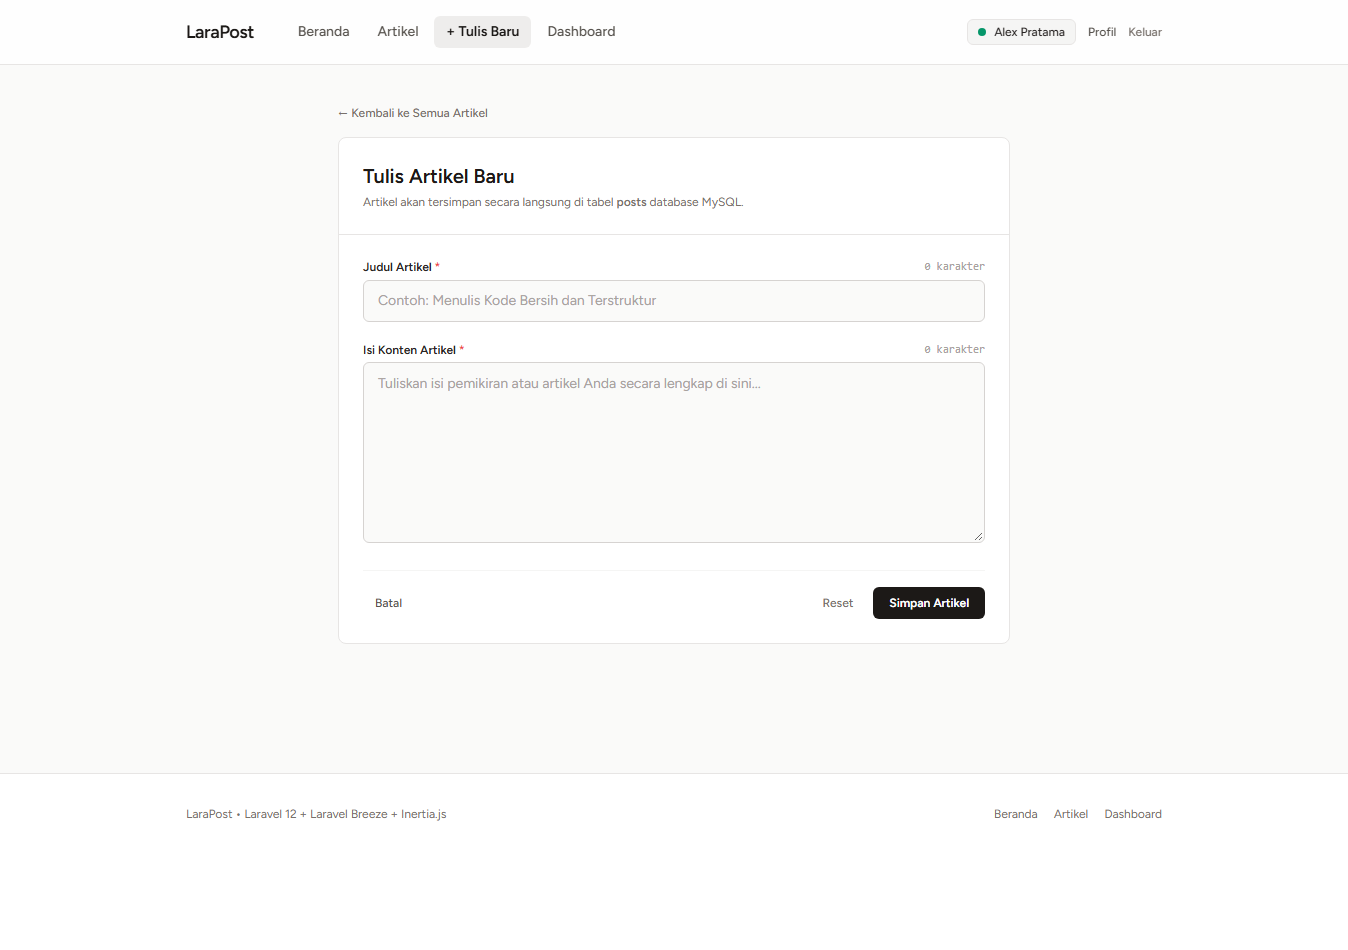 LaraPost Beranda Artikel + Tulis Baru Dashboard Alex Pratama Profil Keluar
← Kembali ke Semua Artikel
Tulis Artikel Baru
Artikel akan tersimpan secara langsung di tabel posts database MySQL.
Judul Artikel * 0 karakter
Contoh: Menulis Kode Bersih dan Terstruktur
Isi Konten Artikel * 0 karakter
Tuliskan isi pemikiran atau artikel Anda secara lengkap di sini...
Batal Reset Simpan Artikel
LaraPost • Laravel 12 + Laravel Breeze + Inertia.js Beranda Artikel Dashboard